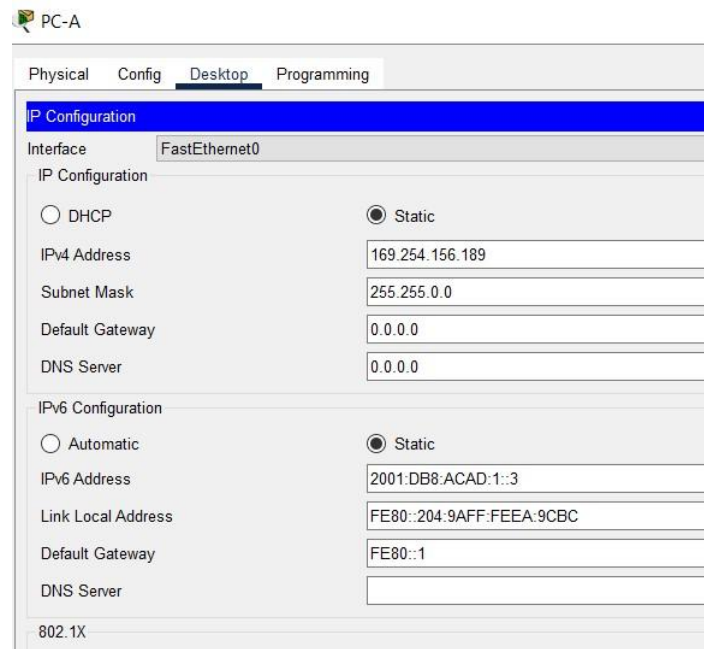 PC-A
Physical Config Desktop Programming
IP Configuration
Interface FastEthernet0
IP Configuration
DHCP Static
IPv4 Address 169.254.156.189
Subnet Mask 255.255.0.0
Default Gateway 0.0.0.0
DNS Server 0.0.0.0
IPv6 Configuration
Automatic Static
IPv6 Address 2001:DB8:ACAD:1::3
Link Local Address FE80::204:9AFF:FEEA:9CBC
Default Gateway FE80::1
DNS Server
802.1X